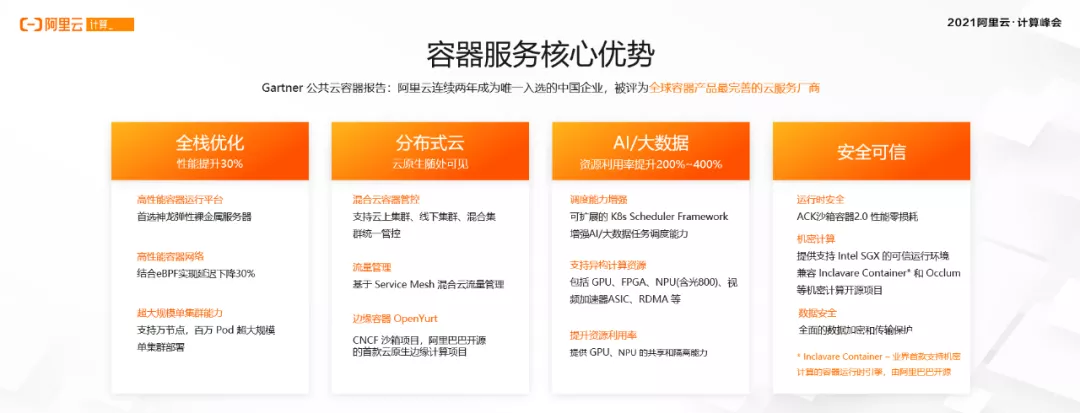 阿里云 计算_
2021阿里云·计算峰会
容器服务核心优势
Gartner 公共云容器报告：阿里云连续两年成为唯一入选的中国企业，被评为全球容器产品最完善的云服务厂商
全栈优化
性能提升30%
高性能容器运行平台
首选神龙弹性裸金属服务器
高性能容器网络
结合eBPF实现延迟下降30%
超大规模单集群能力
支持万节点，百万 Pod 超大规模
单集群部署
分布式云
云原生随处可见
混合云容器管控
支持云上集群、线下集群、混合集
群统一管控
流量管理
基于 Service Mesh 混合云流量管理
边缘容器 OpenYurt
CNCF 沙箱项目，阿里巴巴开源
的首款云原生边缘计算项目
AI/大数据
资源利用率提升200%~400%
调度能力增强
可扩展的 K8s Scheduler Framework
增强AI/大数据任务调度能力
支持异构计算资源
包括 GPU、FPGA、NPU(含光800)、视
频加速器ASIC、RDMA 等
提升资源利用率
提供 GPU、NPU 的共享和隔离能力
安全可信
运行时安全
ACK沙箱容器2.0 性能零损耗
机密计算
提供支持 Intel SGX 的可信运行环境
兼容 Inclavare Container* 和 Occlum
等机密计算开源项目
数据安全
全面的数据加密和传输保护
* Inclavare Container – 业界首款支持机密
计算的容器运行时引擎，由阿里巴巴开源